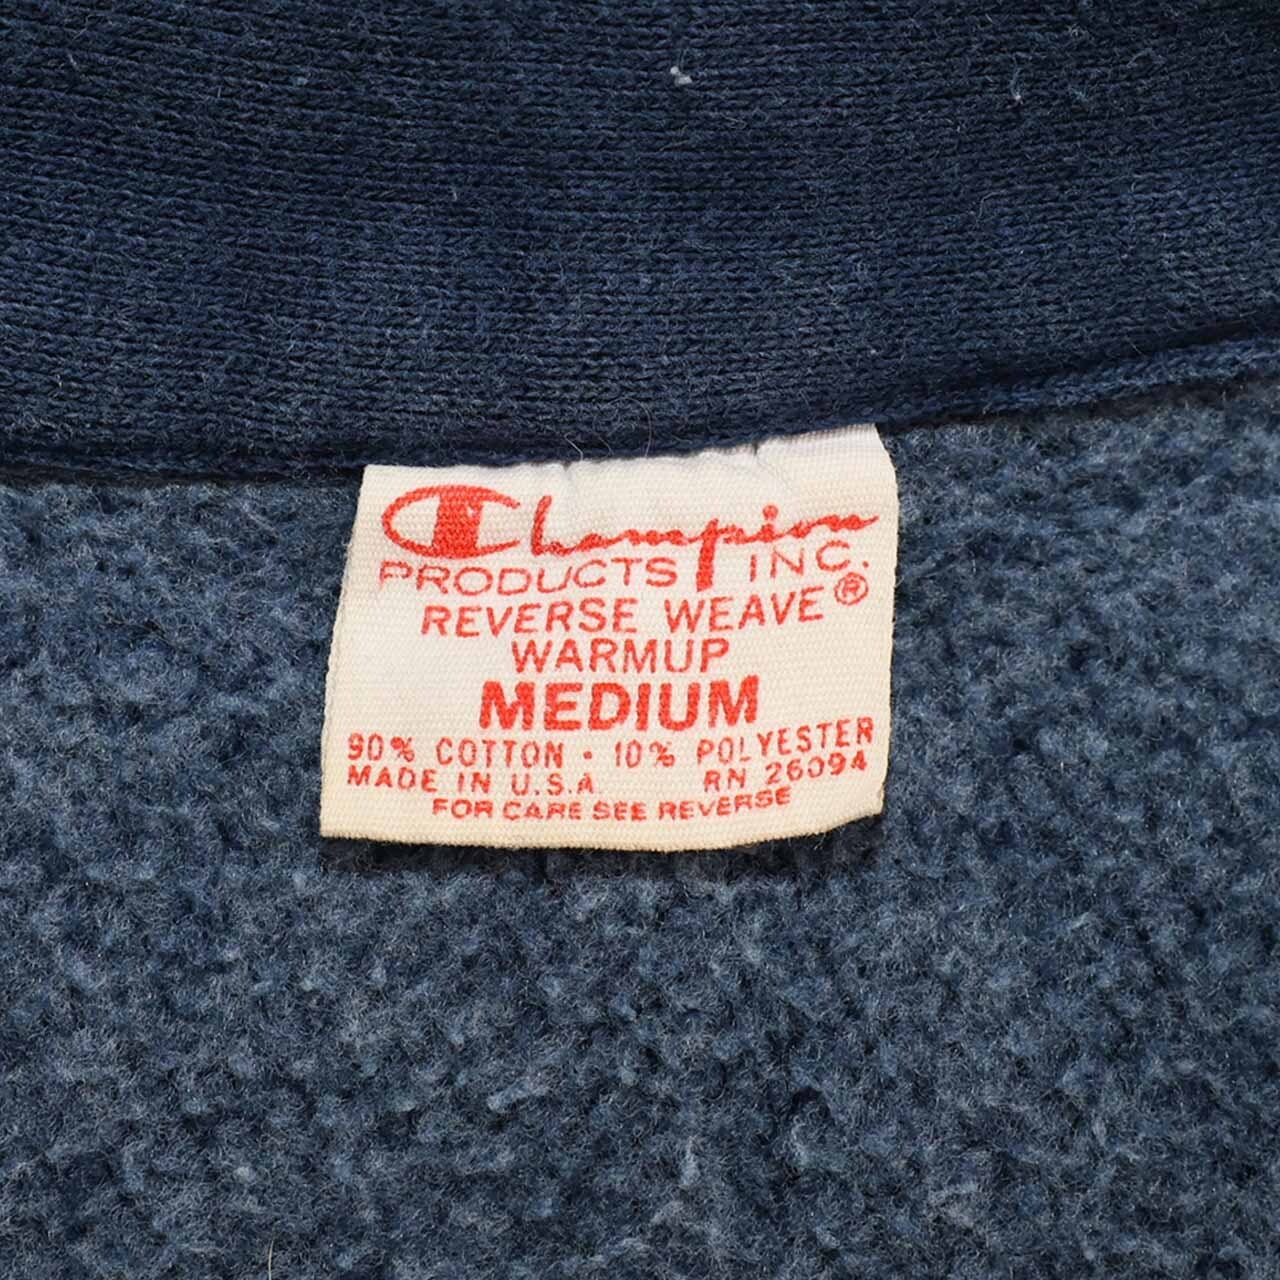 Champion
PRODUCTS INC.
REVERSE WEAVE®
WARMUP
MEDIUM
90% COTTON · 10% POLYESTER
MADE IN U.S.A RN 26094
FOR CARE SEE REVERSE